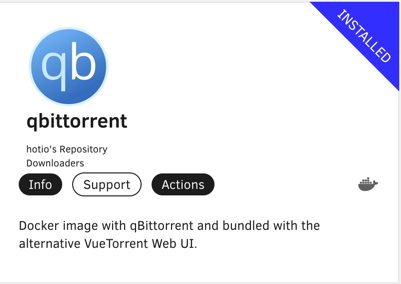 INSTALLED
qb
qbittorrent
hotio's Repository
Downloaders
Info Support Actions
Docker image with qBittorrent and bundled with the
alternative VueTorrent Web UI.